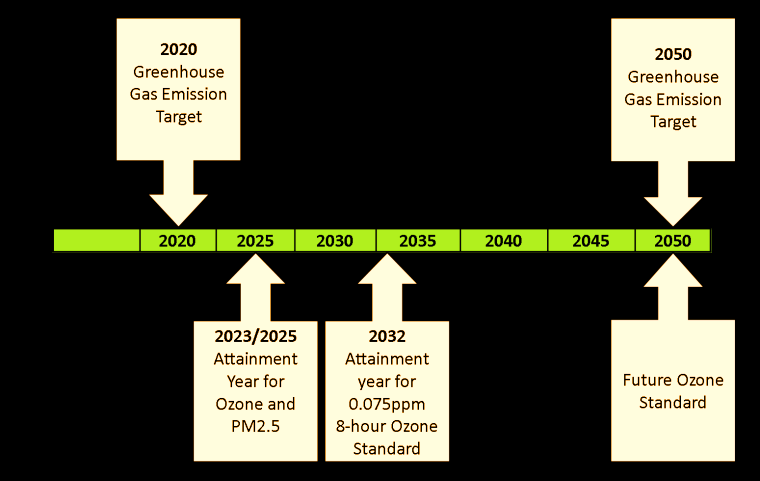 2020
Greenhouse
Gas Emission
Target
2050
Greenhouse
Gas Emission
Target
2020 2025 2030 2035 2040 2045 2050
2023/2025
Attainment
Year for
Ozone and
PM2.5
2032
Attainment
year for
0.075ppm
8-hour Ozone
Standard
Future Ozone
Standard